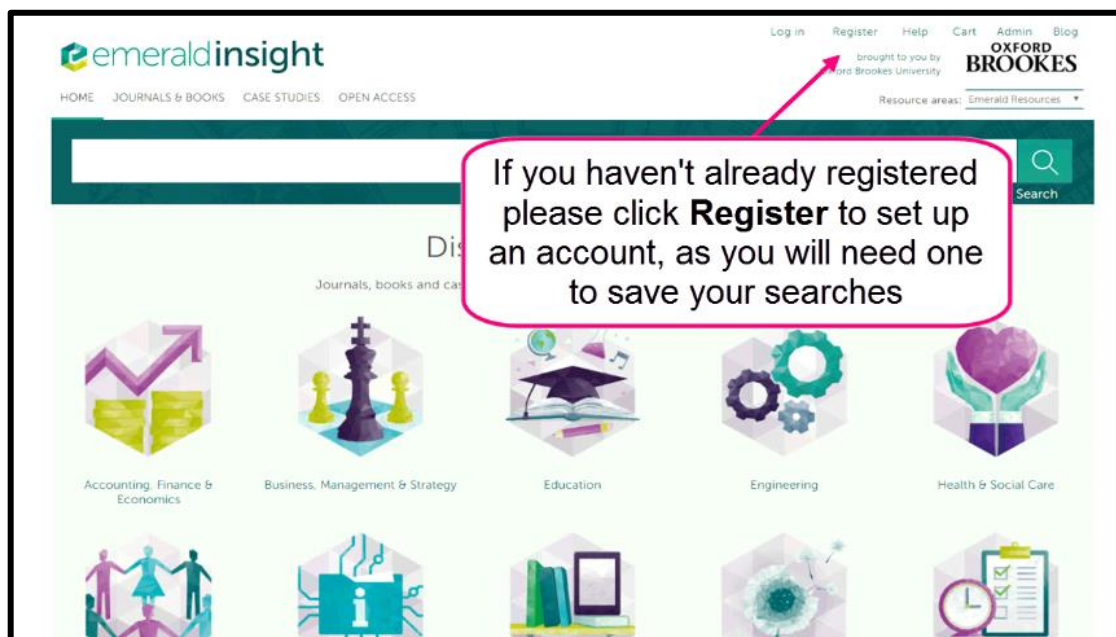 Log in Register Help Cart Admin Blog
emeraldinsight
brought to you by
Oxford Brookes University
OXFORD
BROOKES
HOME JOURNALS & BOOKS CASE STUDIES OPEN ACCESS
Resource areas: Emerald Resources
If you haven't already registered
please click Register to set up
an account, as you will need one
to save your searches
Search
Journals, books and
Accounting, Finance &
Economics
Business, Management & Strategy
Education
Engineering
Health & Social Care